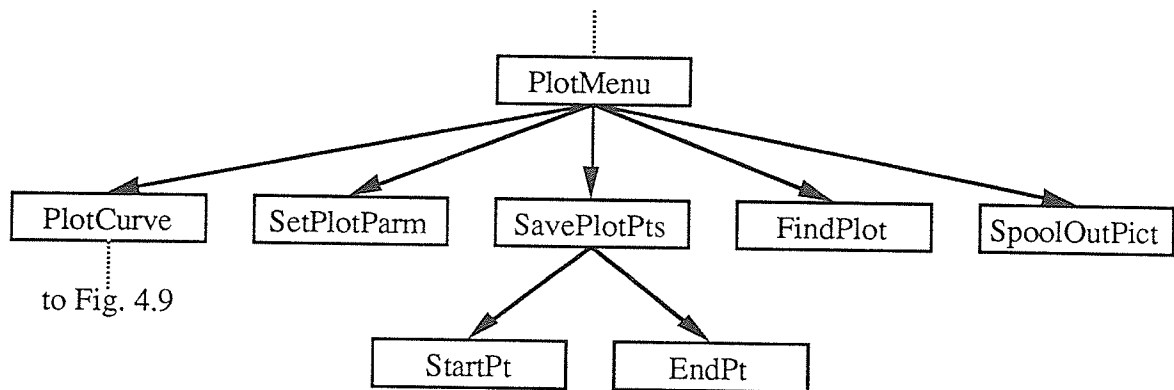 PlotMenu
PlotCurve
SetPlotParm
SavePlotPts
FindPlot
SpoolOutPict
to Fig. 4.9
StartPt
EndPt